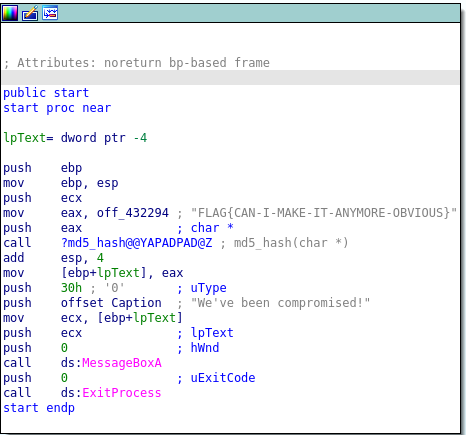 ; Attributes: noreturn bp-based frame
public start
start proc near
lpText= dword ptr -4
push    ebp
mov     ebp, esp
push    ecx
mov     eax, off_432294 ; "FLAG{CAN-I-MAKE-IT-ANYMORE-OBVIOUS}"
push    eax             ; char *
call    ?md5_hash@@YAPADPAD@Z ; md5_hash(char *)
add     esp, 4
mov     [ebp+lpText], eax
push    30h ; '0'       ; uType
push    offset Caption  ; "We've been compromised!"
mov     ecx, [ebp+lpText]
push    ecx             ; lpText
push    0               ; hWnd
call    ds:MessageBoxA
push    0               ; uExitCode
call    ds:ExitProcess
start endp